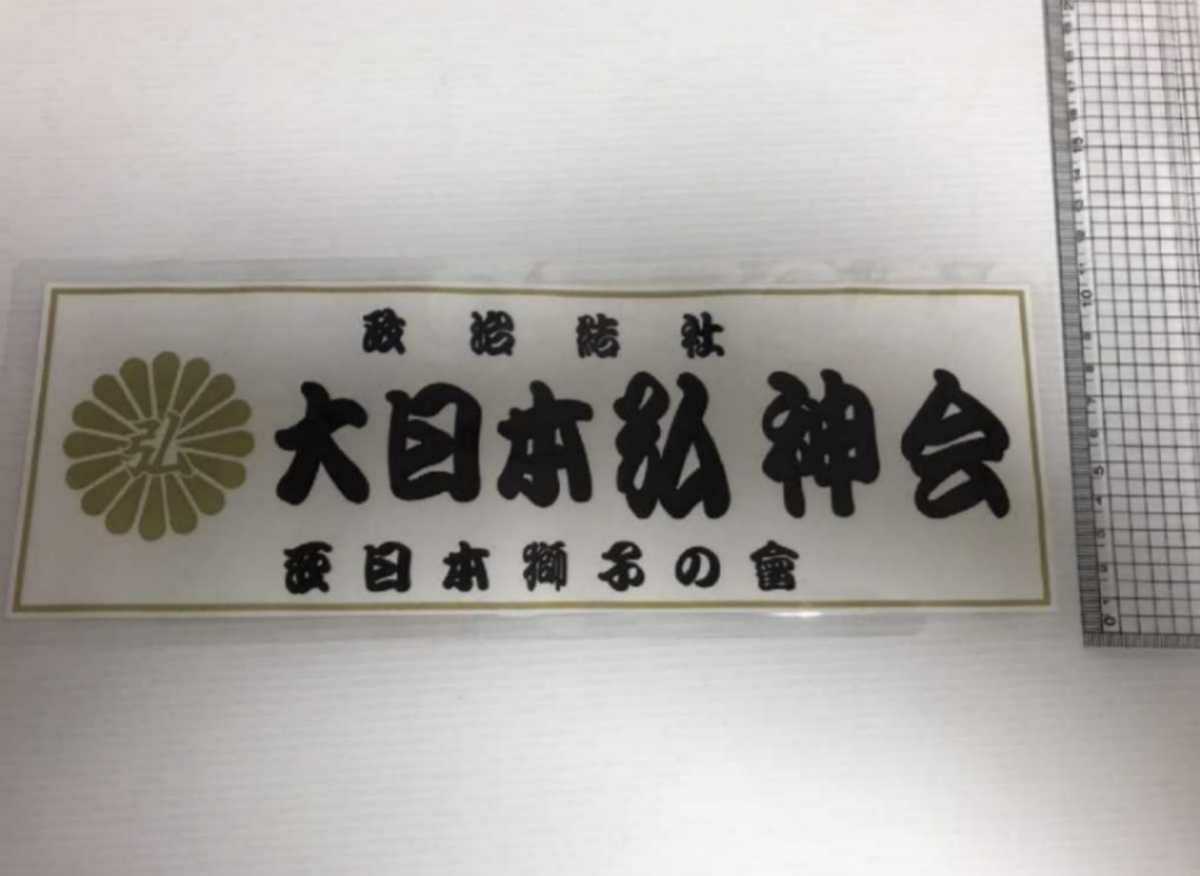 政治結社
弘
大日本弘神会
西日本獅子の會